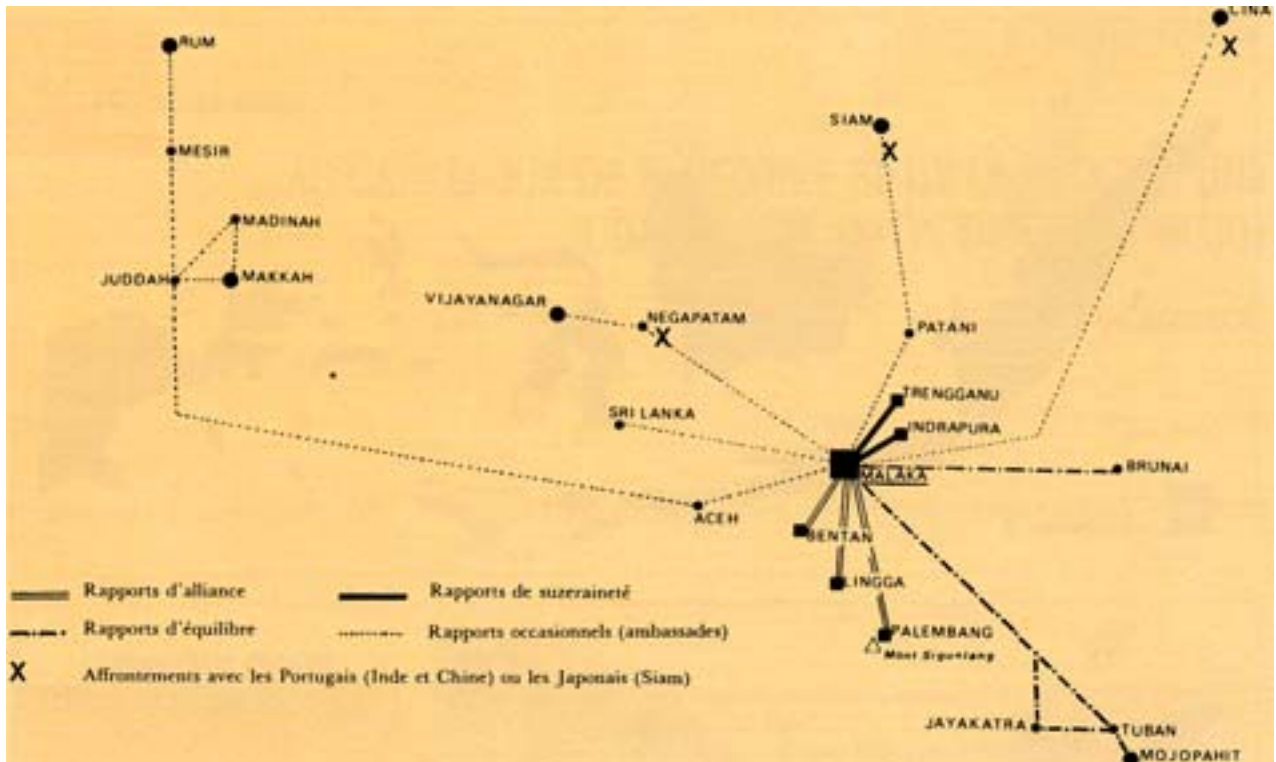 CINA
RUM
X
SIAM
X
MESIR
MADINAH
JUDDAH
MAKKAH
VIJAYANAGAR
NEGAPATAM
X
PATANI
TRENGGANU
SRI LANKA
INDRAPURA
MALAKA
BRUNAI
ACEH
BENTAN
LINGGA
Rapports d'alliance
Rapports de suzeraineté
Rapports d'équilibre
Rapports occasionnels (ambassades)
PALEMBANG
Mont
X Affrontements avec les Portugais (Inde et Chine) ou les Japonais (Siam)
JAYAKATRA
TUBAN
MOJOPAHIT